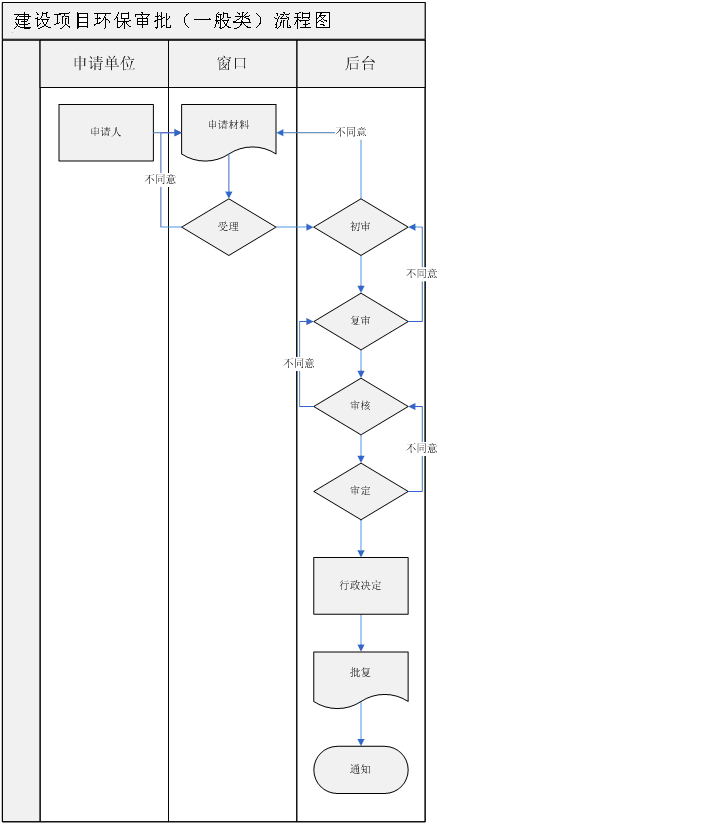 建设项目环保审批（一般类）流程图
申请单位
窗口
后台
申请人
申请材料
不同意
不同意
受理
初审
不同意
复审
不同意
审核
不同意
审定
行政决定
批复
通知